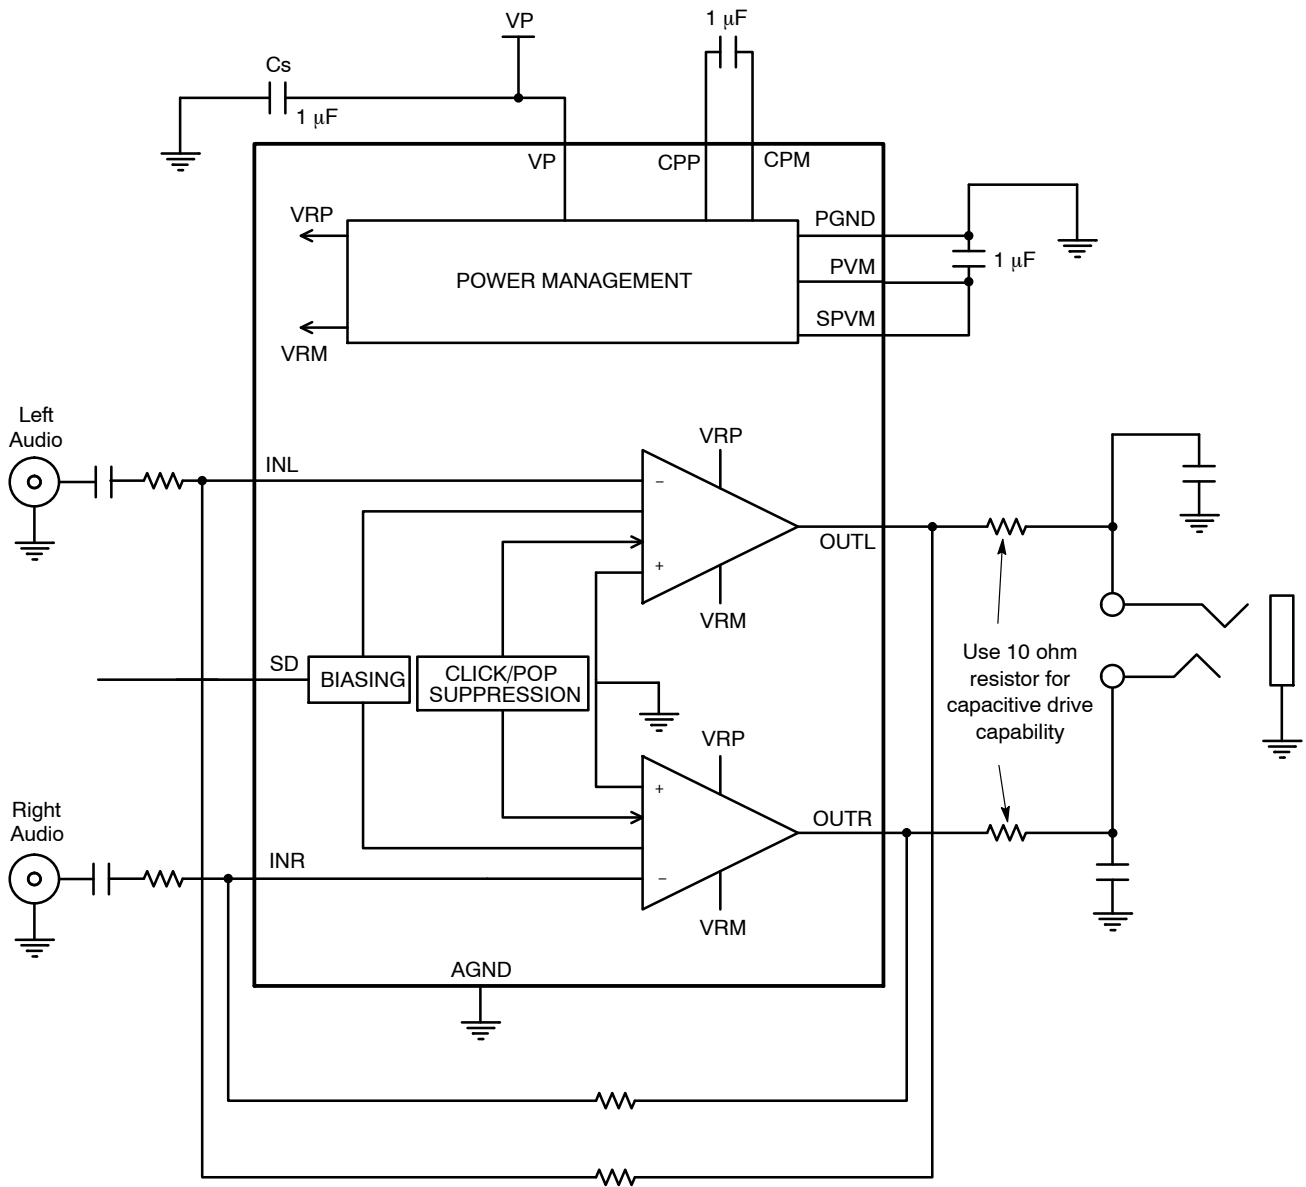 VP
1 μF
Cs
1 μF
VP
CPP
CPM
VRP
PGND
POWER MANAGEMENT
PVM
1 μF
SPVM
VRM
Left
Audio
VRP
INL
−
OUTL
+
VRM
SD
BIASING
CLICK/POP
SUPPRESSION
Use 10 ohm
resistor for
capacitive drive
capability
VRP
+
Right
Audio
OUTR
INR
−
VRM
AGND